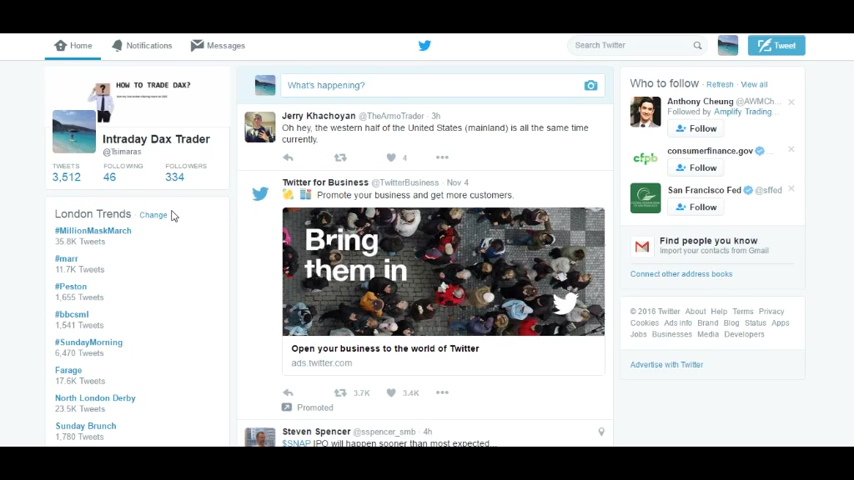 Home
Notifications
Messages
Search Twitter
Tweet
HOW TO TRADE DAX?
Intraday Dax Trader
@Tsimaras
TWEETS FOLLOWING FOLLOWERS
3,512 46 334
London Trends · Change
#MillionMaskMarch
35.8K Tweets
#marr
11.7K Tweets
#Peston
1,655 Tweets
#bbcsml
1,541 Tweets
#SundayMorning
6,470 Tweets
Farage
17.6K Tweets
North London Derby
23.5K Tweets
Sunday Brunch
1,780 Tweets
What's happening?
Jerry Khachoyan @TheArmoTrader · 3h
Oh hey, the western half of the United States (mainland) is all the same time
currently.
4
Twitter for Business @TwitterBusiness · Nov 4
Promote your business and get more customers.
Bring
them in
Open your business to the world of Twitter
ads.twitter.com
3.7K 3.4K
Promoted
Steven Spencer @sspencer_smb · 4h
$SNAP IPO will happen sooner than most expected...
Who to follow · Refresh · View all
Anthony Cheung @AWMCh...
Followed by Amplify Trading...
Follow
cfpb
consumerfinance.gov
Follow
San Francisco Fed @sffed
Follow
Find people you know
Import your contacts from Gmail
Connect other address books
© 2016 Twitter About Help Terms Privacy
Cookies Ads info Brand Blog Status Apps
Jobs Businesses Media Developers
Advertise with Twitter